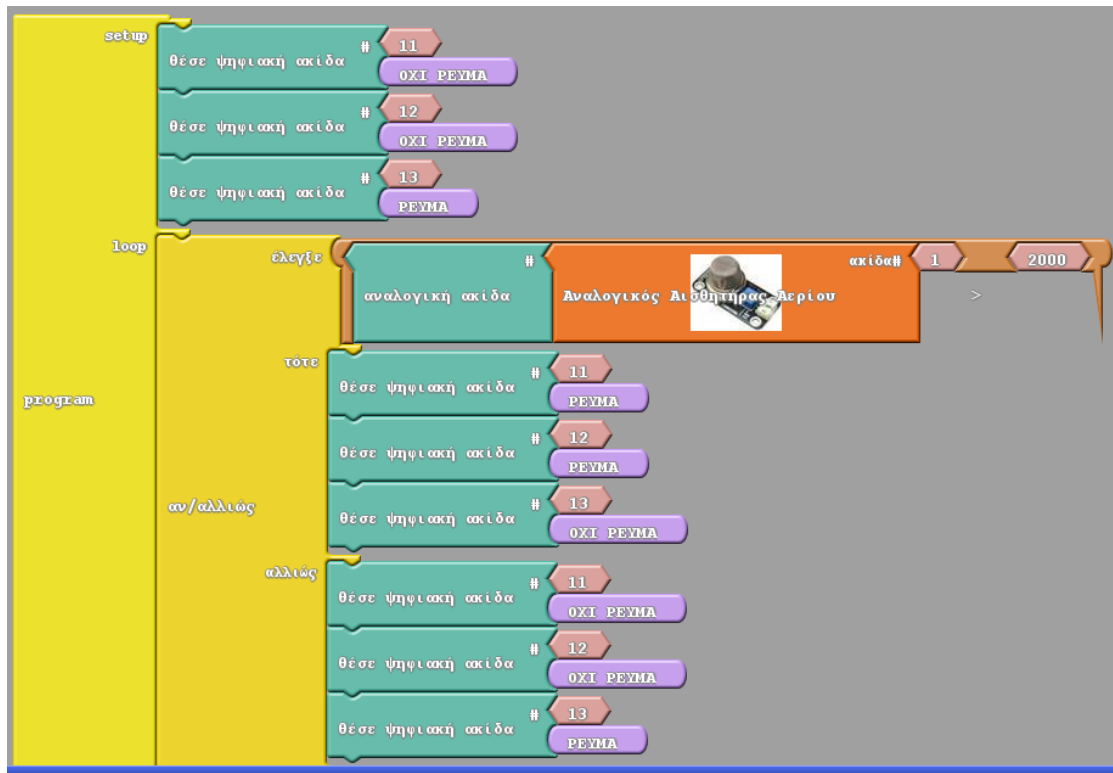 setup
θέσε ψηφιακή ακίδα # 11
ΟΧΙ ΡΕΥΜΑ
θέσε ψηφιακή ακίδα # 12
ΟΧΙ ΡΕΥΜΑ
θέσε ψηφιακή ακίδα # 13
ΡΕΥΜΑ
program
loop
αν/αλλιώς
έλεγξε
αναλογική ακίδα #
Αναλογικός Αισθητήρας Αερίου ακίδα# 1
> 2000
τότε
θέσε ψηφιακή ακίδα # 11
ΡΕΥΜΑ
θέσε ψηφιακή ακίδα # 12
ΡΕΥΜΑ
θέσε ψηφιακή ακίδα # 13
ΟΧΙ ΡΕΥΜΑ
αλλιώς
θέσε ψηφιακή ακίδα # 11
ΟΧΙ ΡΕΥΜΑ
θέσε ψηφιακή ακίδα # 12
ΟΧΙ ΡΕΥΜΑ
θέσε ψηφιακή ακίδα # 13
ΡΕΥΜΑ